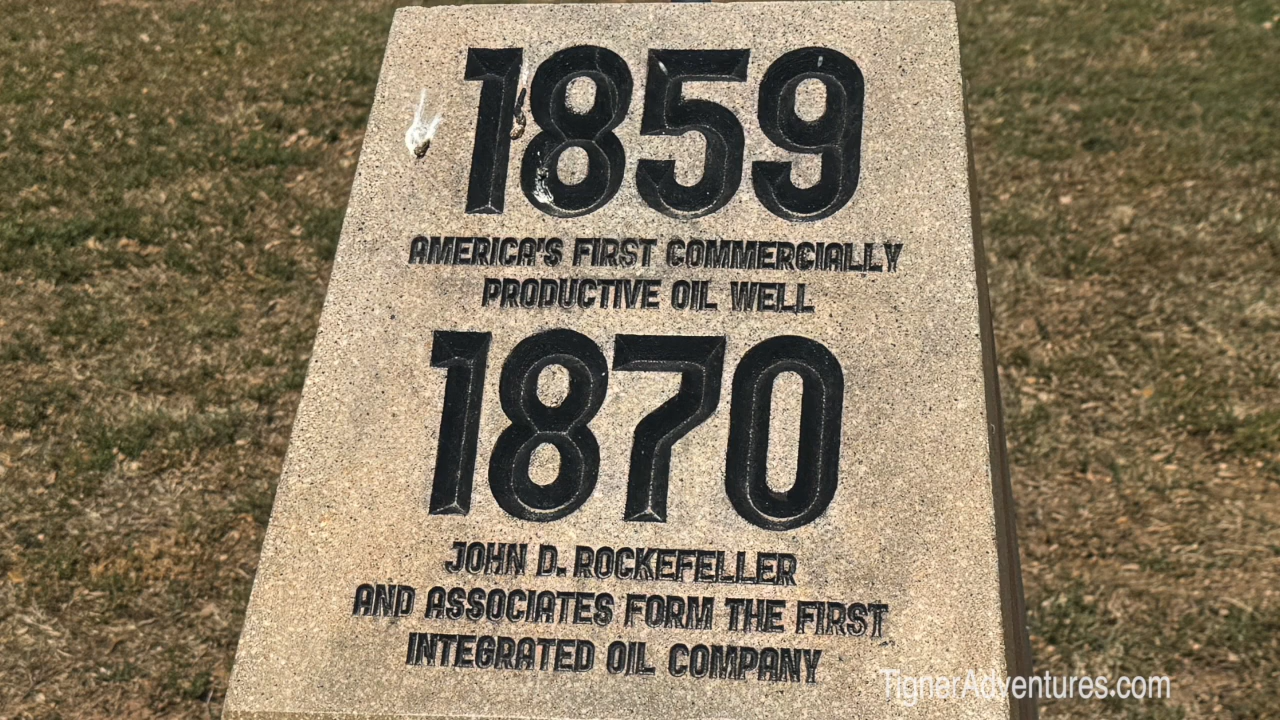 1859
AMERICA'S FIRST COMMERCIALLY
PRODUCTIVE OIL WELL
1870
JOHN D. ROCKEFELLER
AND ASSOCIATES FORM THE FIRST
INTEGRATED OIL COMPANY
TignarAdventures.com